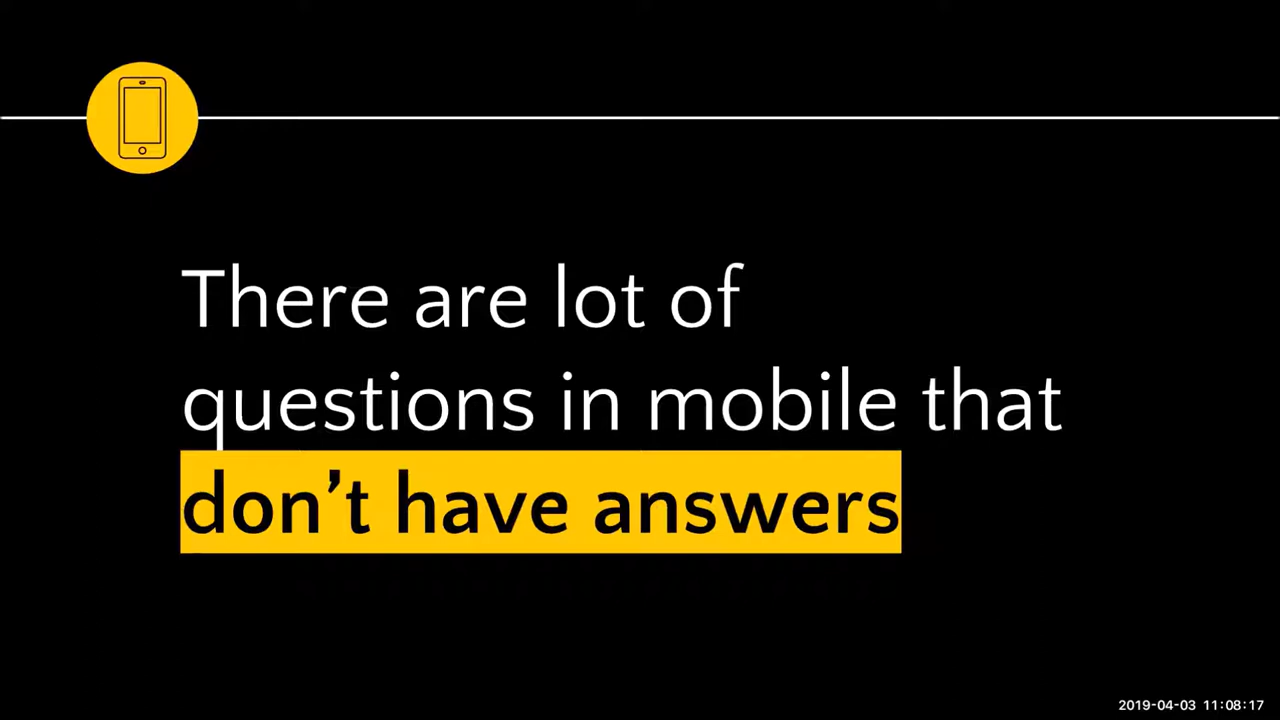 There are lot of
questions in mobile that
don’t have answers
2019-04-03 11:08:17